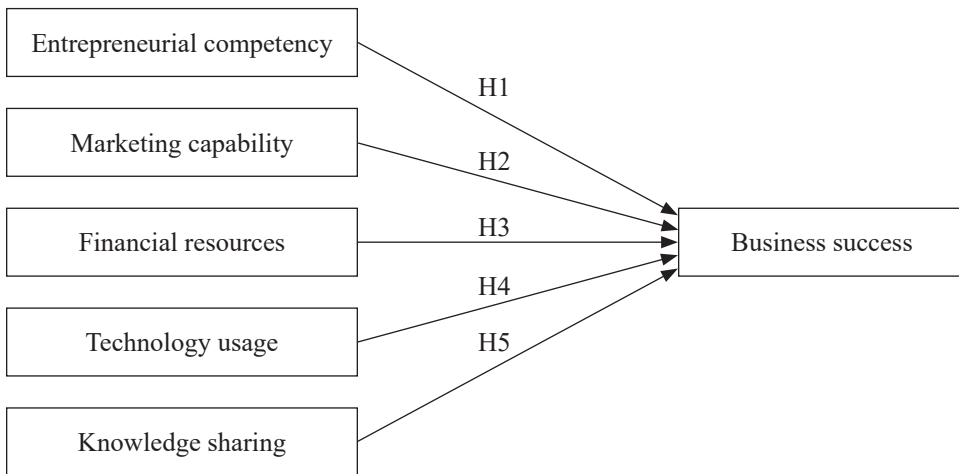 Entrepreneurial competency
H1
Marketing capability
H2
Financial resources
H3
Business success
H4
Technology usage
H5
Knowledge sharing